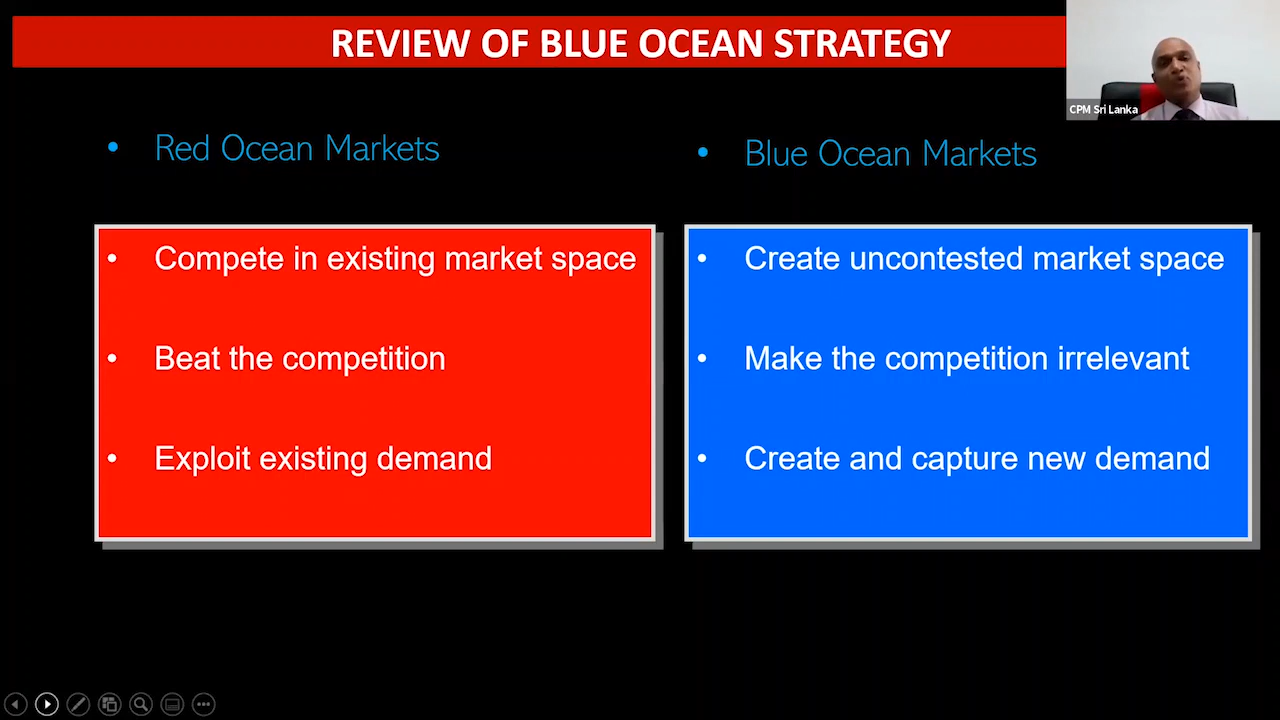 REVIEW OF BLUE OCEAN STRATEGY
CPM Sri Lanka
• Red Ocean Markets
• Compete in existing market space
• Beat the competition
• Exploit existing demand
• Blue Ocean Markets
• Create uncontested market space
• Make the competition irrelevant
• Create and capture new demand